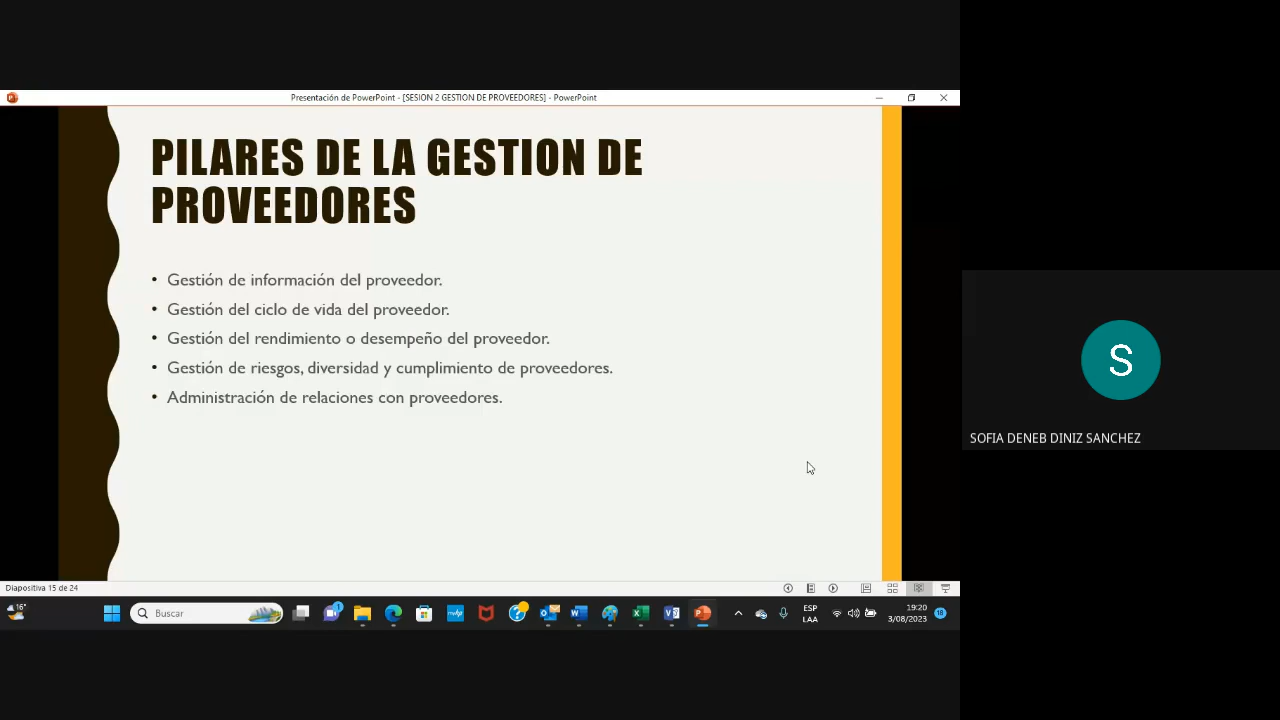 Presentación de PowerPoint - [SESION 2 GESTION DE PROVEEDORES] - PowerPoint
PILARES DE LA GESTION DE
PROVEEDORES
• Gestión de información del proveedor.
• Gestión del ciclo de vida del proveedor.
• Gestión del rendimiento o desempeño del proveedor.
• Gestión de riesgos, diversidad y cumplimiento de proveedores.
• Administración de relaciones con proveedores.
S
SOFIA DENEB DINIZ SANCHEZ
Diapositiva 15 de 24
16°
Buscar
1
ESP
LAA
19:20
3/08/2023
18